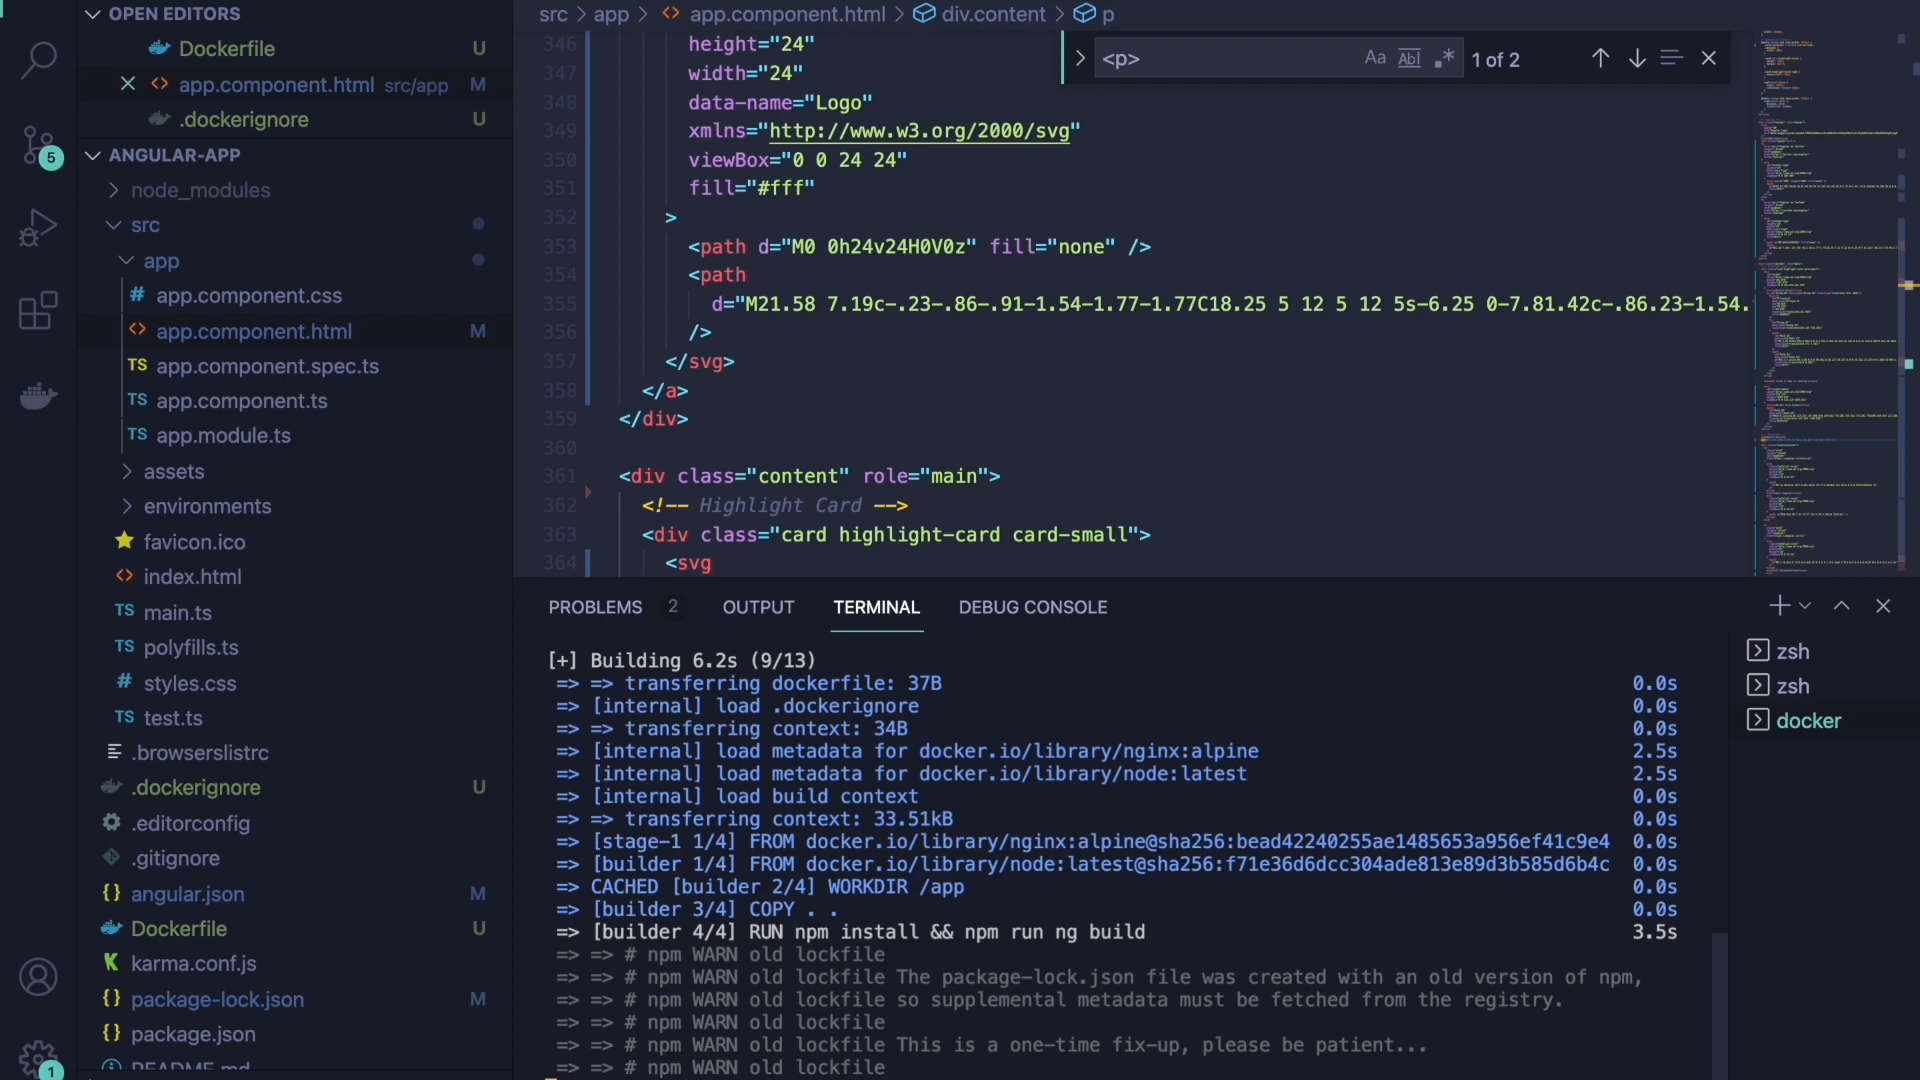 OPEN EDITORS
Dockerfile U
app.component.html src/app M
.dockerignore U
5
ANGULAR-APP
node_modules
src
app
# app.component.css
<> app.component.html M
TS app.component.spec.ts
TS app.component.ts
TS app.module.ts
assets
environments
favicon.ico
<> index.html
TS main.ts
TS polyfills.ts
# styles.css
TS test.ts
.browserslistrc
.dockerignore U
.editorconfig
.gitignore
{} angular.json M
Dockerfile U
karma.conf.js
{} package-lock.json M
{} package.json
README.md
1
src > app > <> app.component.html > div.content > p
<p> Aa Abl .* 1 of 2
346 height="24"
347 width="24"
348 data-name="Logo"
349 xmlns="http://www.w3.org/2000/svg"
350 viewBox="0 0 24 24"
351 fill="#fff"
352 >
353 <path d="M0 0h24v24H0V0z" fill="none" />
354 <path
355 d="M21.58 7.19c-.23-.86-.91-1.54-1.77-1.77C18.25 5 12 5 12 5s-6.25 0-7.81.42c-.86.23-1.54.
356 />
357 </svg>
358 </a>
359 </div>
360
361 <div class="content" role="main">
362 <!-- Highlight Card -->
363 <div class="card highlight-card card-small">
364 <svg
PROBLEMS 2 OUTPUT TERMINAL DEBUG CONSOLE
[+] Building 6.2s (9/13)
=> => transferring dockerfile: 37B 0.0s
=> [internal] load .dockerignore 0.0s
=> => transferring context: 34B 0.0s
=> [internal] load metadata for docker.io/library/nginx:alpine 2.5s
=> [internal] load metadata for docker.io/library/node:latest 2.5s
=> [internal] load build context 0.0s
=> => transferring context: 33.51kB 0.0s
=> [stage-1 1/4] FROM docker.io/library/nginx:alpine@sha256:bead42240255ae1485653a956ef41c9e4 0.0s
=> [builder 1/4] FROM docker.io/library/node:latest@sha256:f71e36d6dcc304ade813e89d3b585d6b4c 0.0s
=> CACHED [builder 2/4] WORKDIR /app 0.0s
=> [builder 3/4] COPY . . 0.0s
=> [builder 4/4] RUN npm install && npm run ng build 3.5s
=> => # npm WARN old lockfile
=> => # npm WARN old lockfile The package-lock.json file was created with an old version of npm,
=> => # npm WARN old lockfile so supplemental metadata must be fetched from the registry.
=> => # npm WARN old lockfile
=> => # npm WARN old lockfile This is a one-time fix-up, please be patient...
=> => # npm WARN old lockfile
zsh
zsh
docker